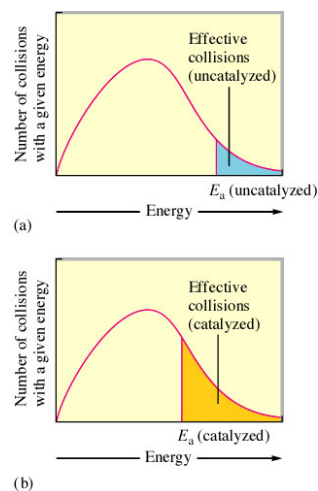 Number of collisions
with a given energy
Effective
collisions
(uncatalyzed)
Ea (uncatalyzed)
Energy
(a)
Number of collisions
with a given energy
Effective
collisions
(catalyzed)
Ea (catalyzed)
Energy
(b)